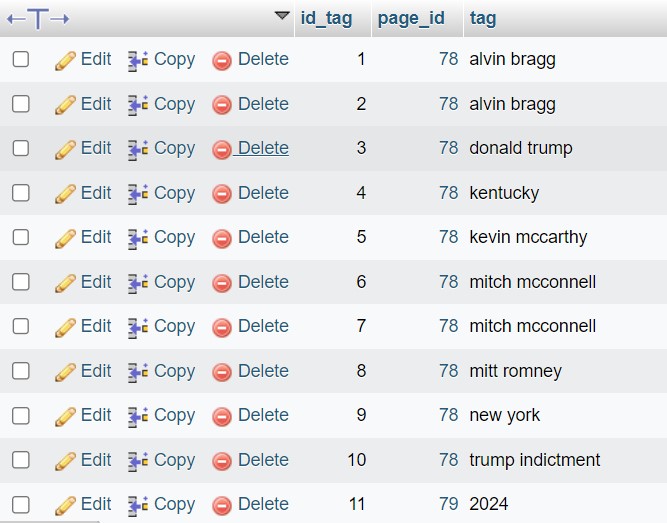 id_tag page_id tag
Edit Copy Delete 1 78 alvin bragg
Edit Copy Delete 2 78 alvin bragg
Edit Copy Delete 3 78 donald trump
Edit Copy Delete 4 78 kentucky
Edit Copy Delete 5 78 kevin mccarthy
Edit Copy Delete 6 78 mitch mcconnell
Edit Copy Delete 7 78 mitch mcconnell
Edit Copy Delete 8 78 mitt romney
Edit Copy Delete 9 78 new york
Edit Copy Delete 10 78 trump indictment
Edit Copy Delete 11 79 2024